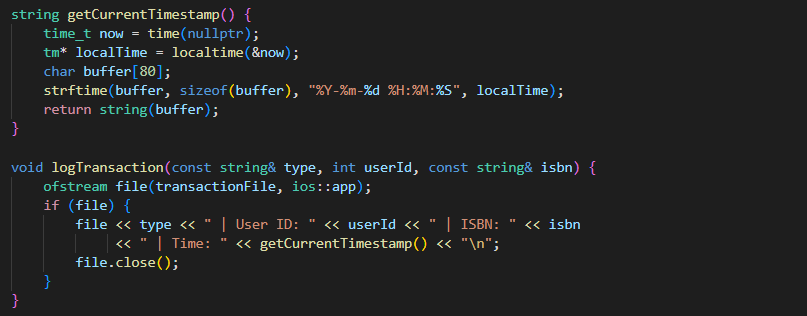 string getCurrentTimestamp() {
    time_t now = time(nullptr);
    tm* localTime = localtime(&now);
    char buffer[80];
    strftime(buffer, sizeof(buffer), "%Y-%m-%d %H:%M:%S", localTime);
    return string(buffer);
}

void logTransaction(const string& type, int userId, const string& isbn) {
    ofstream file(transactionFile, ios::app);
    if (file) {
        file << type << " | User ID: " << userId << " | ISBN: " << isbn
             << " | Time: " << getCurrentTimestamp() << "\n";
        file.close();
    }
}